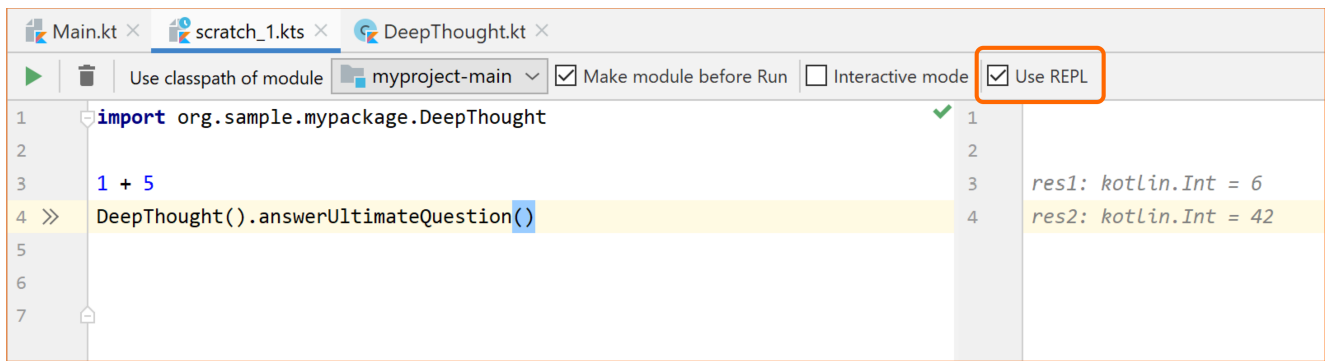 Main.kt scratch_1.kts DeepThought.kt
Use classpath of module myproject-main Make module before Run Interactive mode Use REPL
1 import org.sample.mypackage.DeepThought 1
2 2
3 1 + 5 3 res1: kotlin.Int = 6
4 DeepThought().answerUltimateQuestion() 4 res2: kotlin.Int = 42
5
6
7